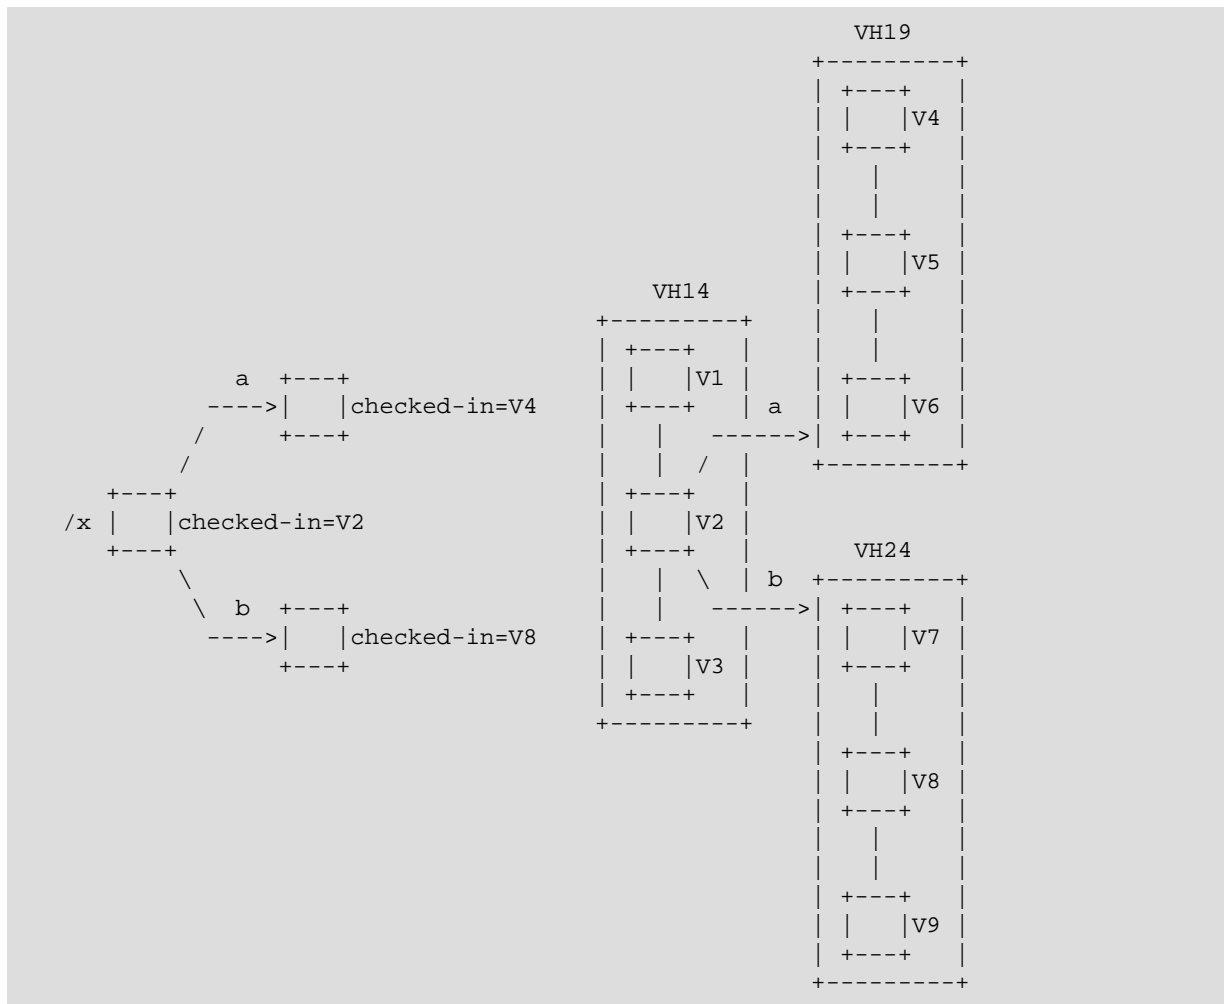 VH19
                                                    +---------+
                                                    | +---+   |
                                                    | |   |V4 |
                                                    | +---+   |
                                                    |   |     |
                                                    |   |     |
                                                    | +---+   |
                                                    | |   |V5 |
                                         VH14       | +---+   |
                                     +---------+    |   |     |
                                     | +---+   |    |   |     |
            a  +---+                 | |   |V1 |    | +---+   |
          ---->|   |checked-in=V4    | +---+   | a  | |   |V6 |
         /     +---+                 |   |   ------>| +---+   |
        /                            |   |  /  |    +---------+
   +---+                             | +---+   |
/x |   |checked-in=V2                | |   |V2 |
   +---+                             | +---+   |       VH24
        \                            |   |  \  | b  +---------+
         \  b  +---+                 |   |   ------>| +---+   |
          ---->|   |checked-in=V8    | +---+   |    | |   |V7 |
               +---+                 | |   |V3 |    | +---+   |
                                     | +---+   |    |   |     |
                                     +---------+    |   |     |
                                                    | +---+   |
                                                    | |   |V8 |
                                                    | +---+   |
                                                    |   |     |
                                                    |   |     |
                                                    | +---+   |
                                                    | |   |V9 |
                                                    | +---+   |
                                                    +---------+